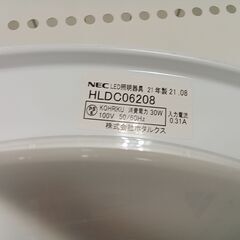 NEC LED照明器具 21年製 21.08
HLDC06208
KOHRIKU 消費電力 30W 入力電流
100V 50/60Hz 0.31A
株式会社ホタルクス